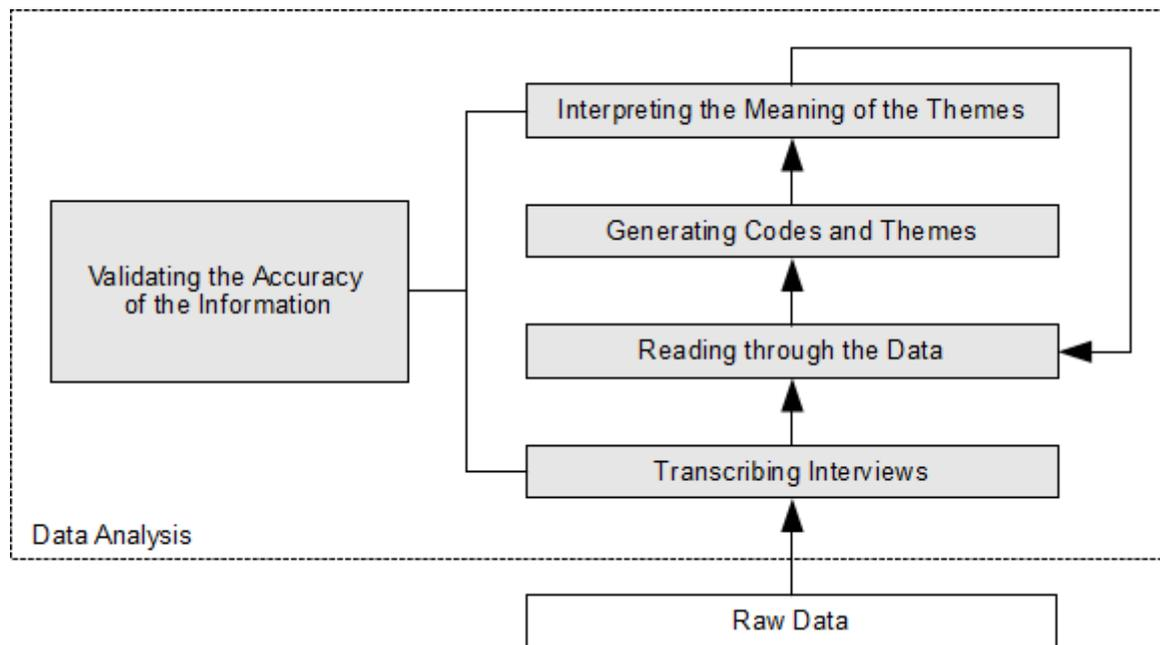 Interpreting the Meaning of the Themes
Generating Codes and Themes
Validating the Accuracy
of the Information
Reading through the Data
Transcribing Interviews
Data Analysis
Raw Data